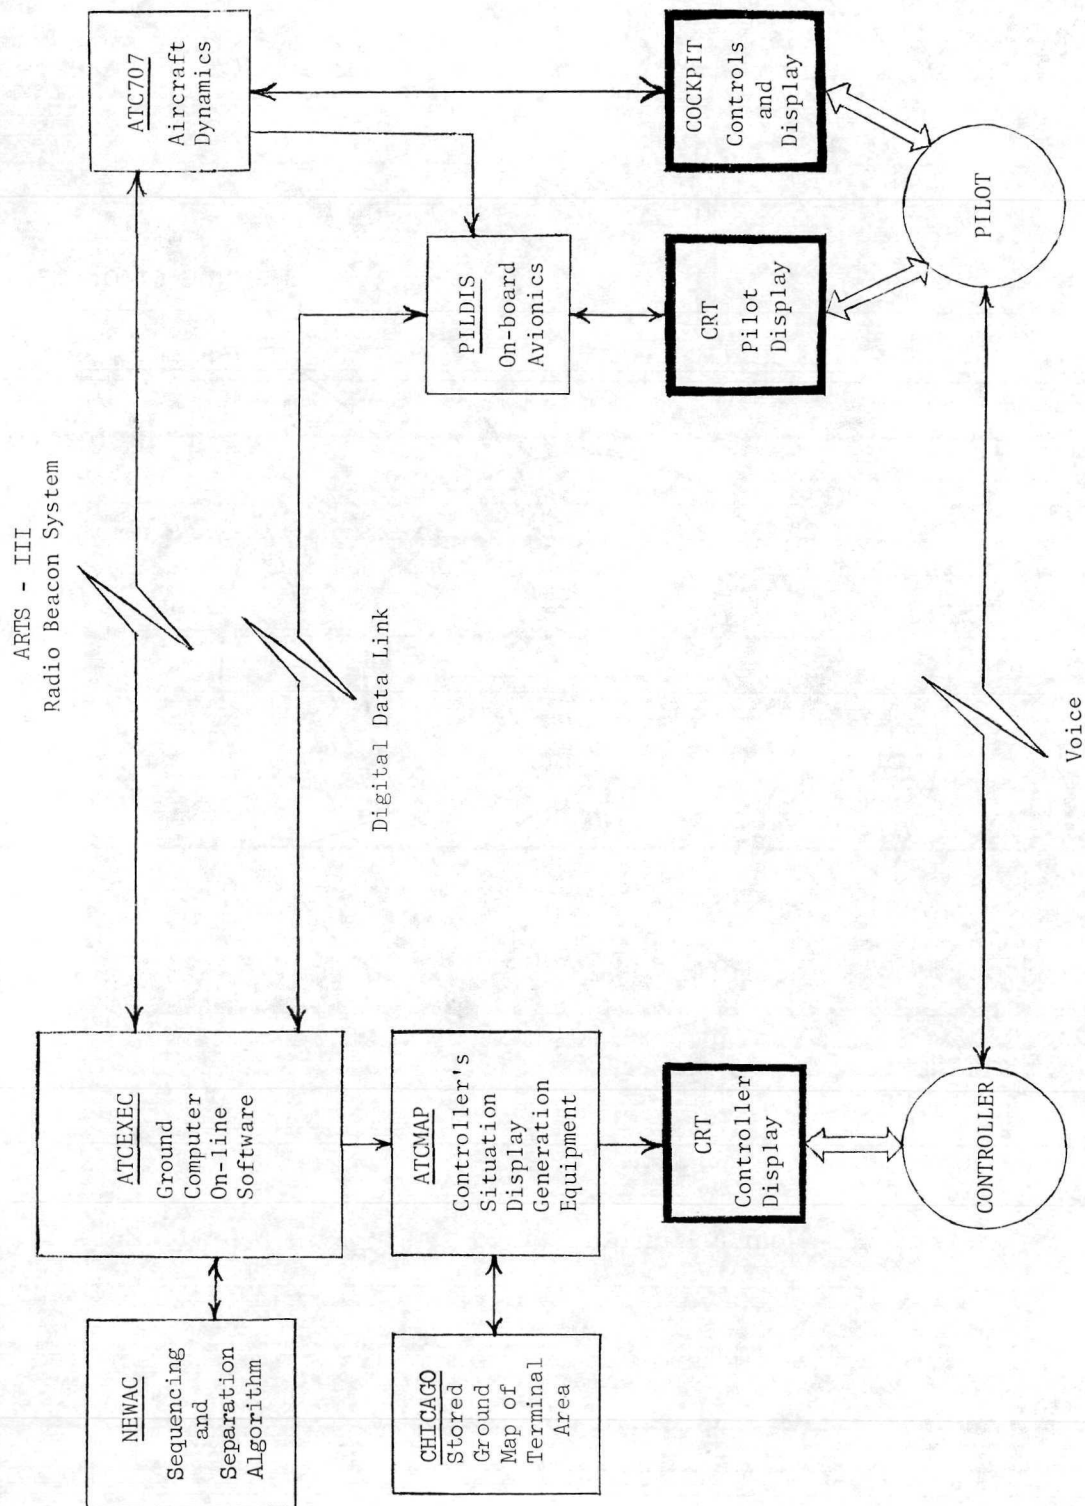 NEWAC
Sequencing
and
Separation
Algorithm
ATCEXEC
Ground
Computer
On-line
Software
ARTS - III
Radio Beacon System
ATC707
Aircraft
Dynamics
Digital Data Link
CHICAGO
Stored
Ground
Map of
Terminal
Area
ATCMAP
Controller's
Situation
Display
Generation
Equipment
PILDIS
On-board
Avionics
CRT
Controller
Display
CRT
Pilot
Display
COCKPIT
Controls
and
Display
CONTROLLER
Voice
PILOT